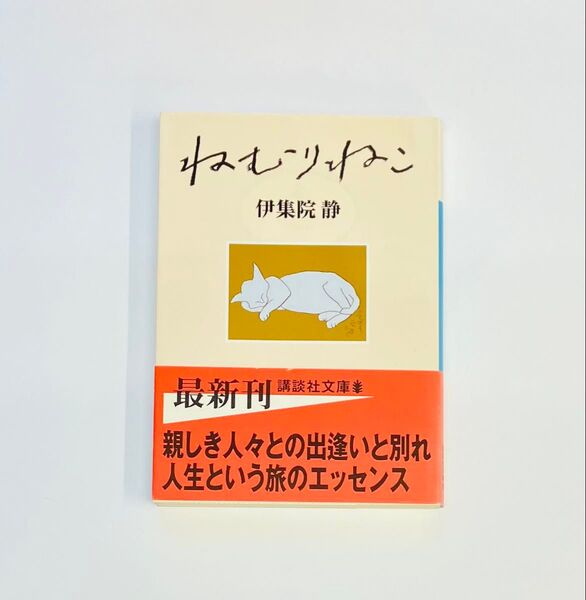 ねむりねこ
伊集院 静
最新刊 講談社文庫
親しき人々との出逢いと別れ
人生という旅のエッセンス